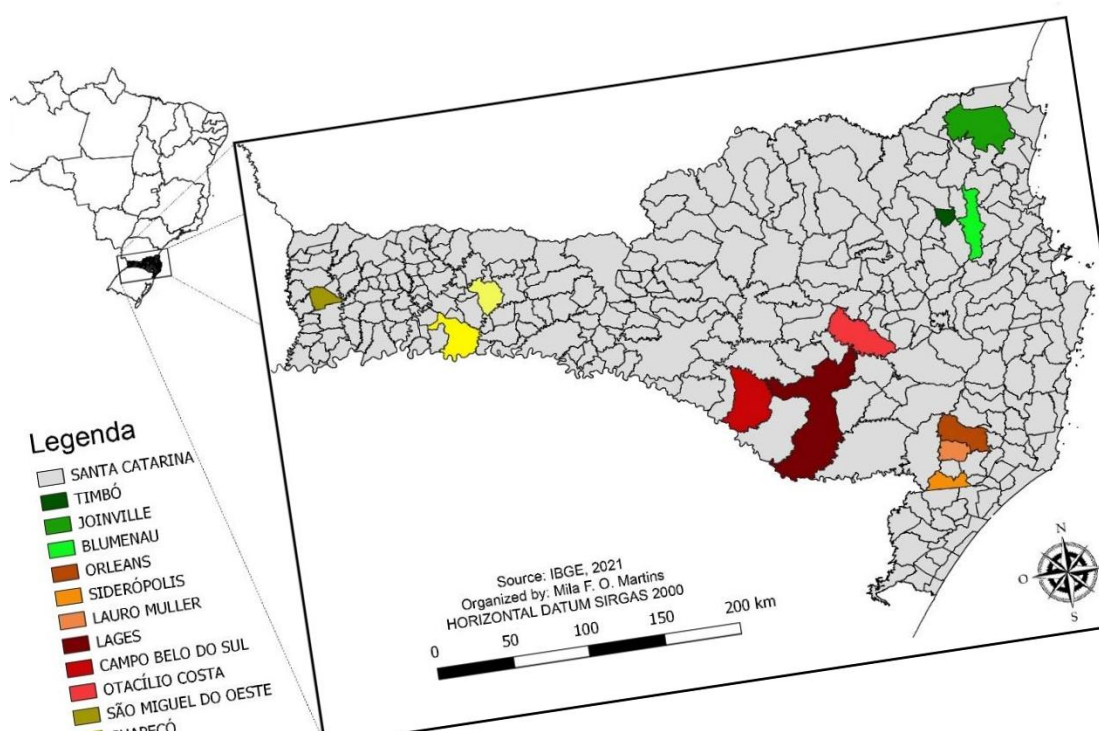 Legenda
SANTA CATARINA
TIMBÓ
JOINVILLE
BLUMENAU
ORLEANS
SIDERÓPOLIS
LAURO MULLER
LAGES
CAMPO BELO DO SUL
OTACÍLIO COSTA
SÃO MIGUEL DO OESTE
Source: IBGE, 2021
Organized by: Mila F. O. Martins
HORIZONTAL DATUM SIRGAS 2000
0 50 100 150 200 km
N
O
S